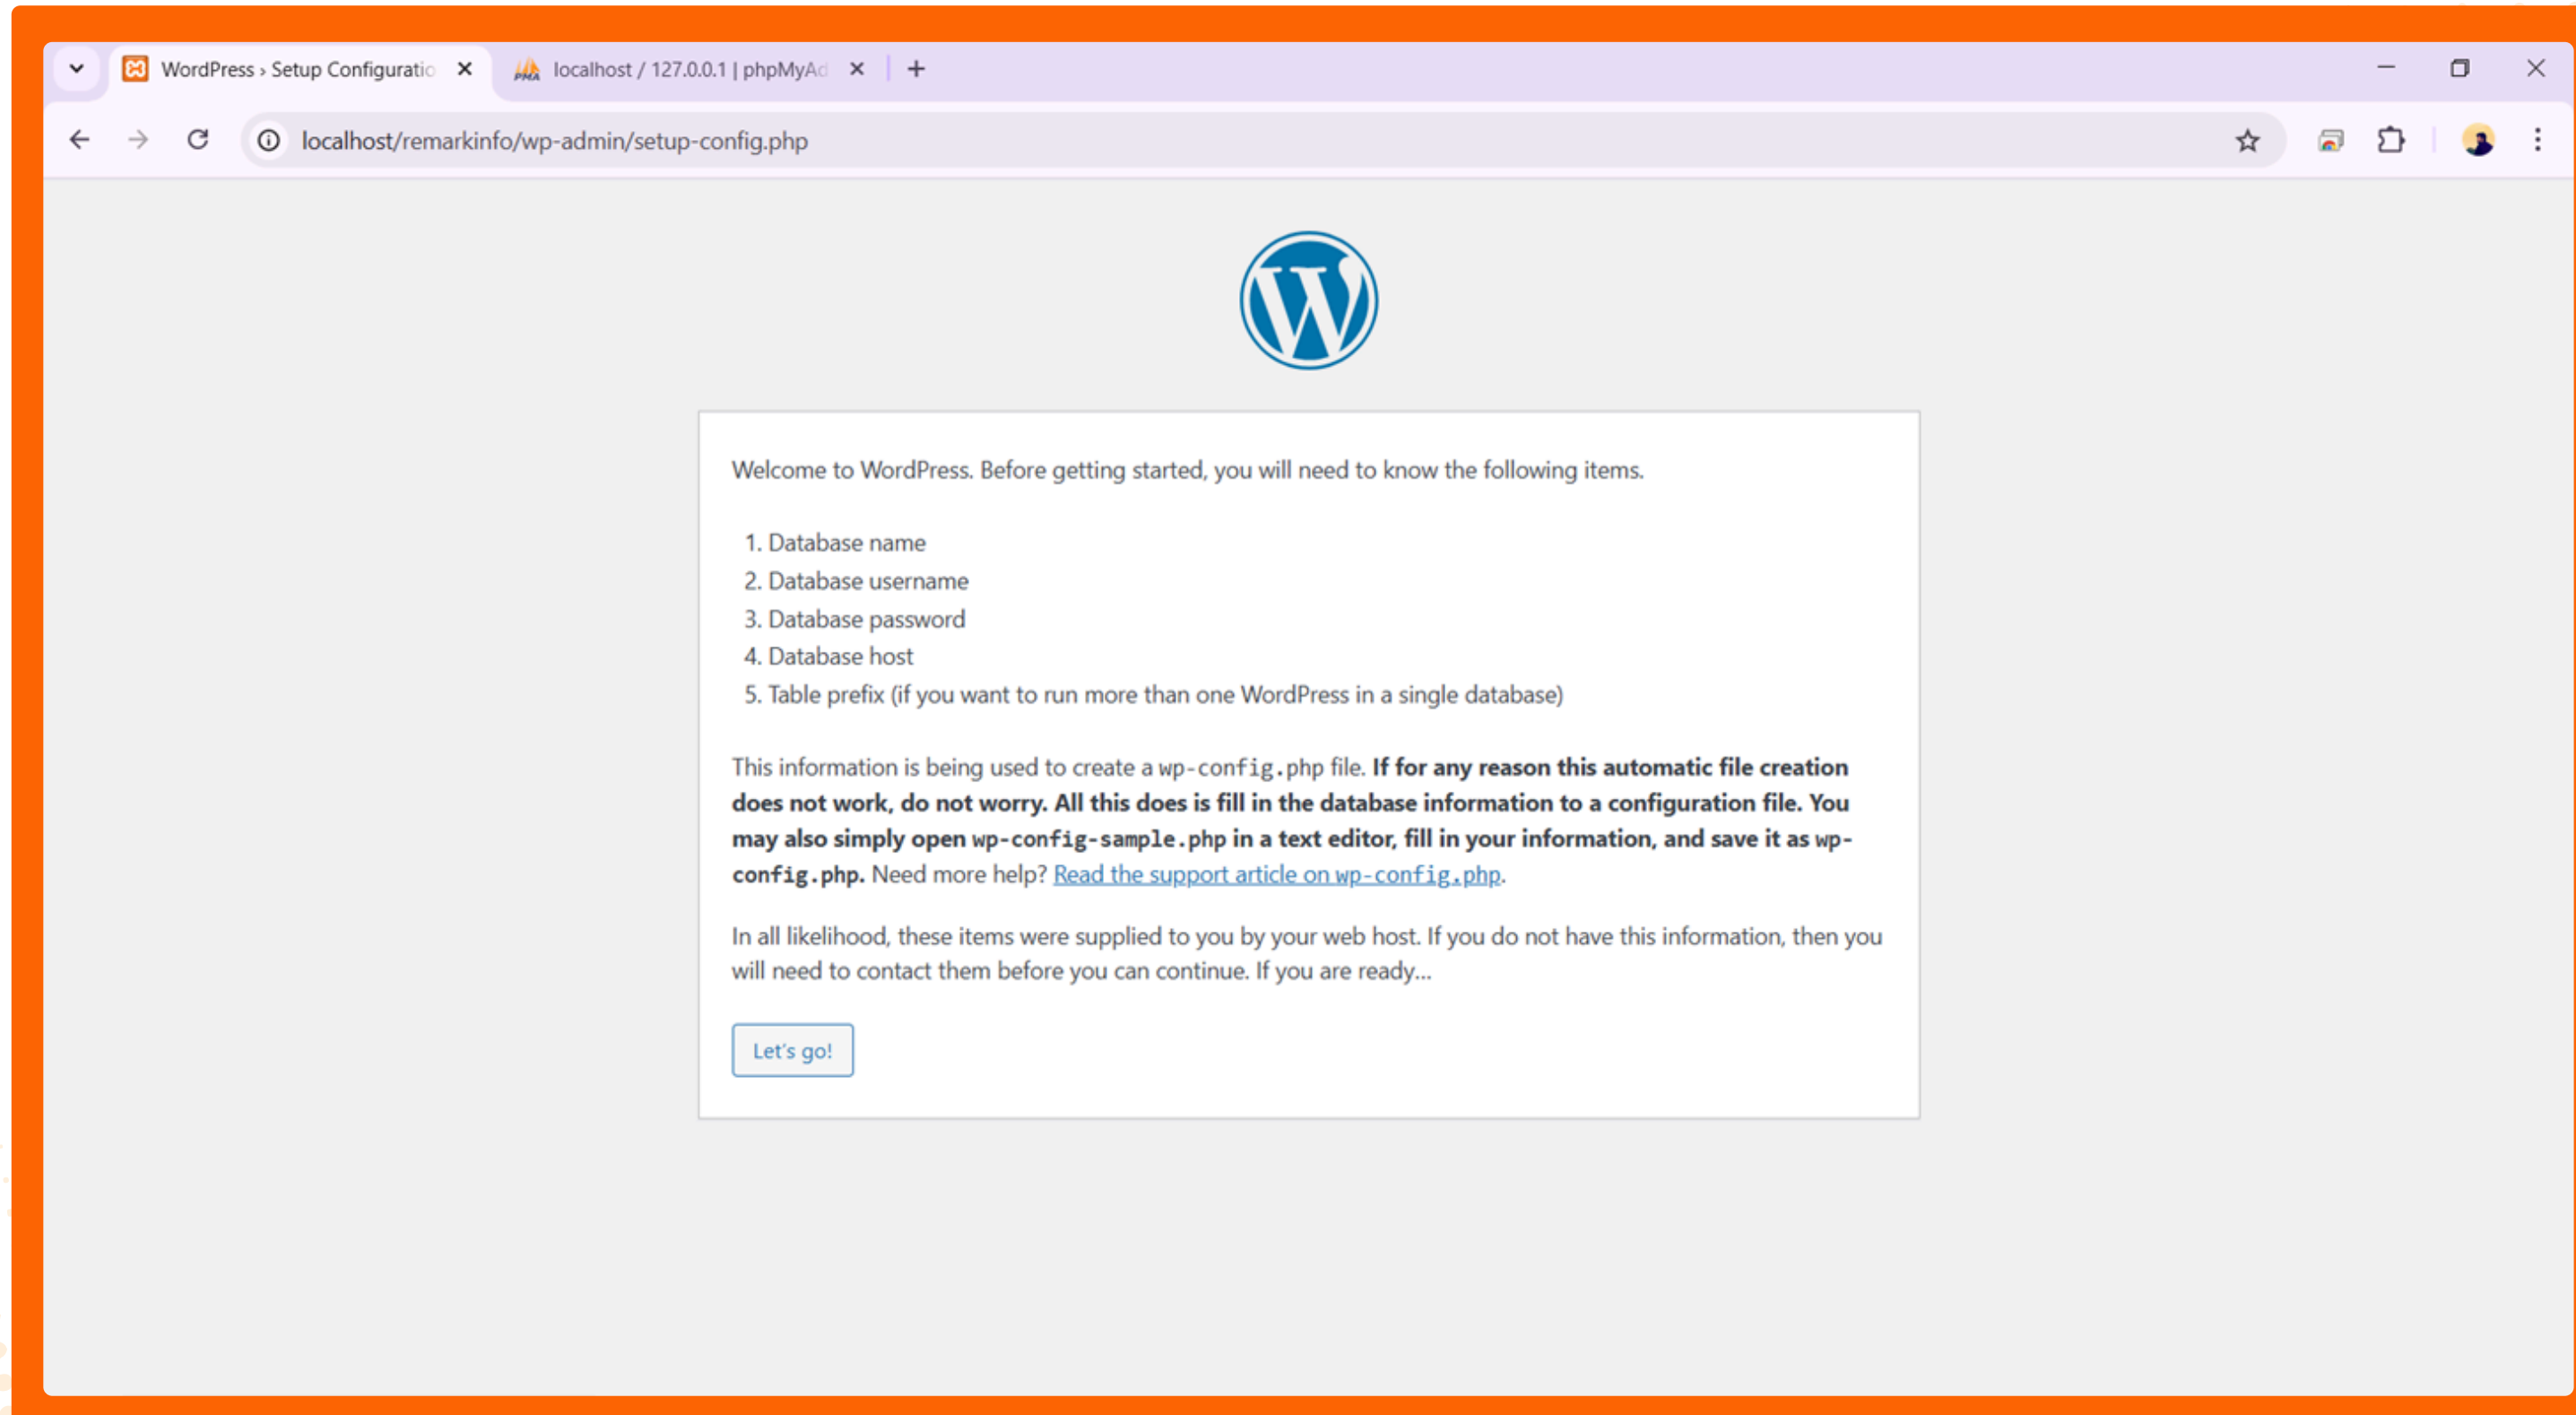 WordPress › Setup Configuratio
PMA
localhost / 127.0.0.1 | phpMyAd
localhost/remarkinfo/wp-admin/setup-config.php
W
Welcome to WordPress. Before getting started, you will need to know the following items.
1. Database name
2. Database username
3. Database password
4. Database host
5. Table prefix (if you want to run more than one WordPress in a single database)
This information is being used to create a wp-config.php file. If for any reason this automatic file creation
does not work, do not worry. All this does is fill in the database information to a configuration file. You
may also simply open wp-config-sample.php in a text editor, fill in your information, and save it as wp-
config.php. Need more help? Read the support article on wp-config.php.
In all likelihood, these items were supplied to you by your web host. If you do not have this information, then you
will need to contact them before you can continue. If you are ready...
Let's go!